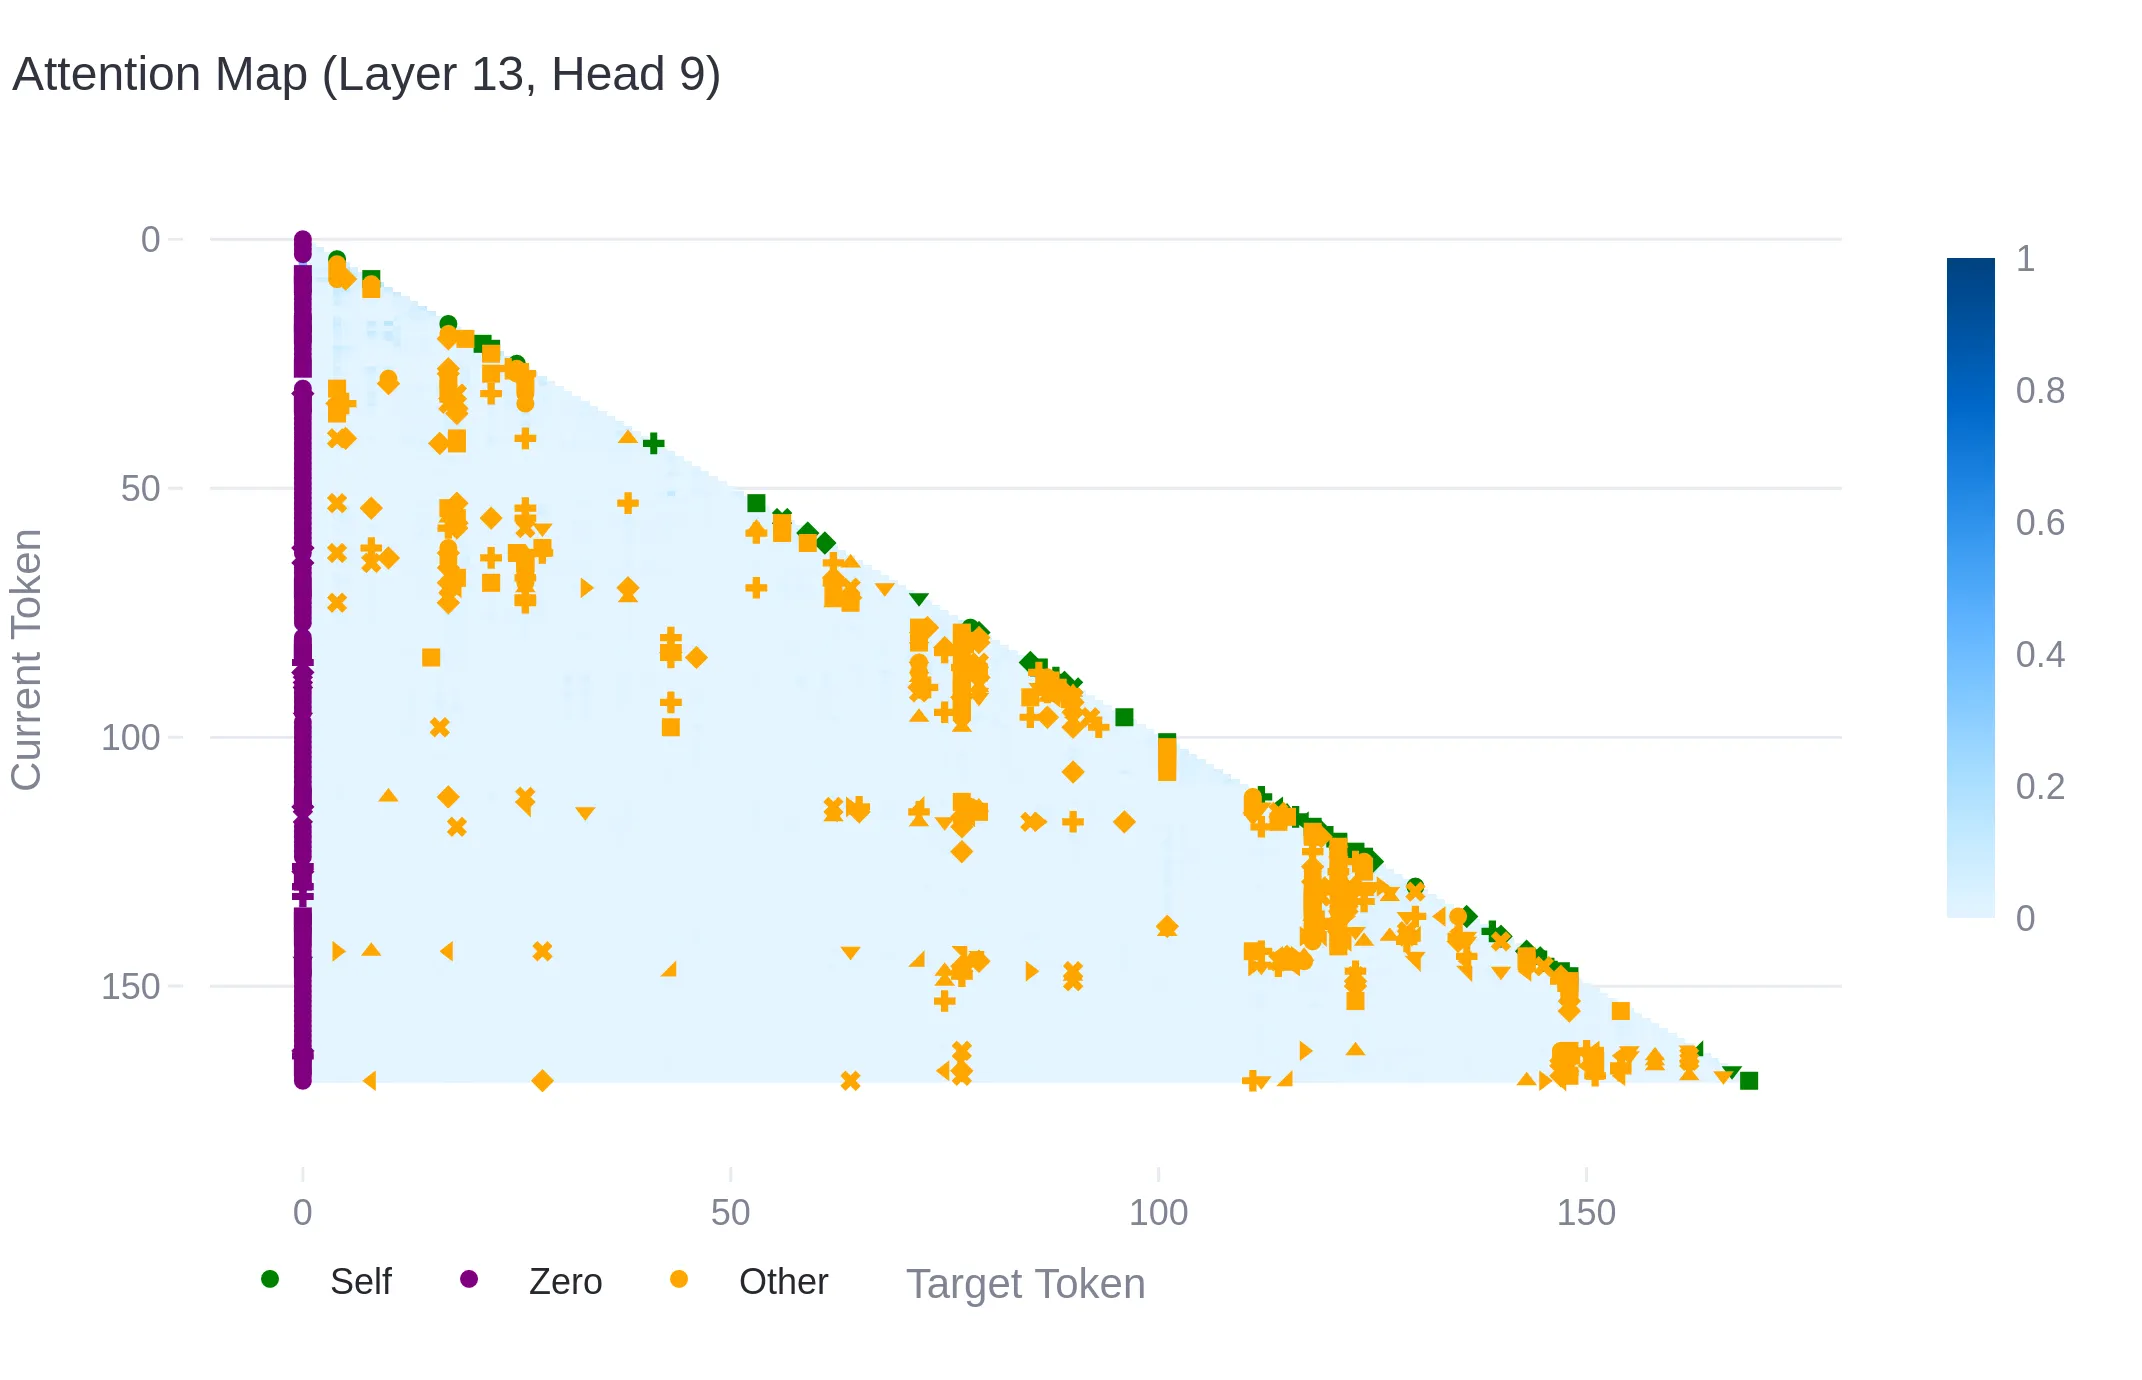 Attention Map (Layer 13, Head 9)
0
50
100
150
Current Token
1
0.8
0.6
0.4
0.2
0
0 50 100 150
Self Zero Other Target Token